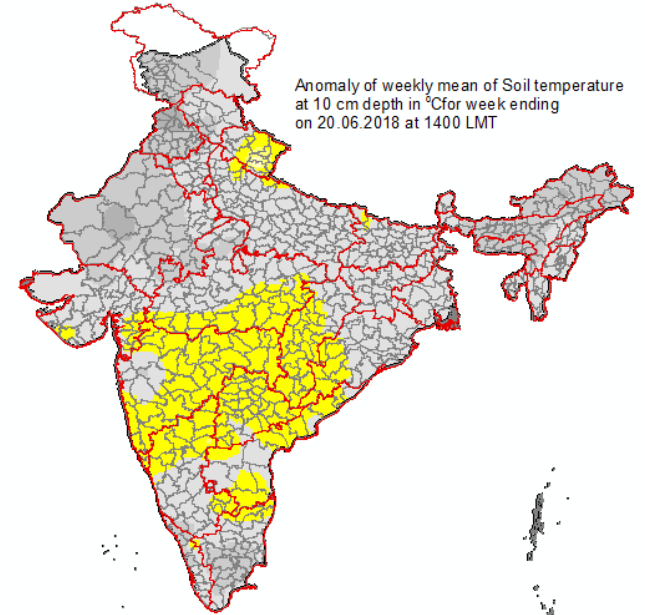 Anomaly of weekly mean of Soil temperature
at 10 cm depth in ⁰Cfor week ending
on 20.06.2018 at 1400 LMT